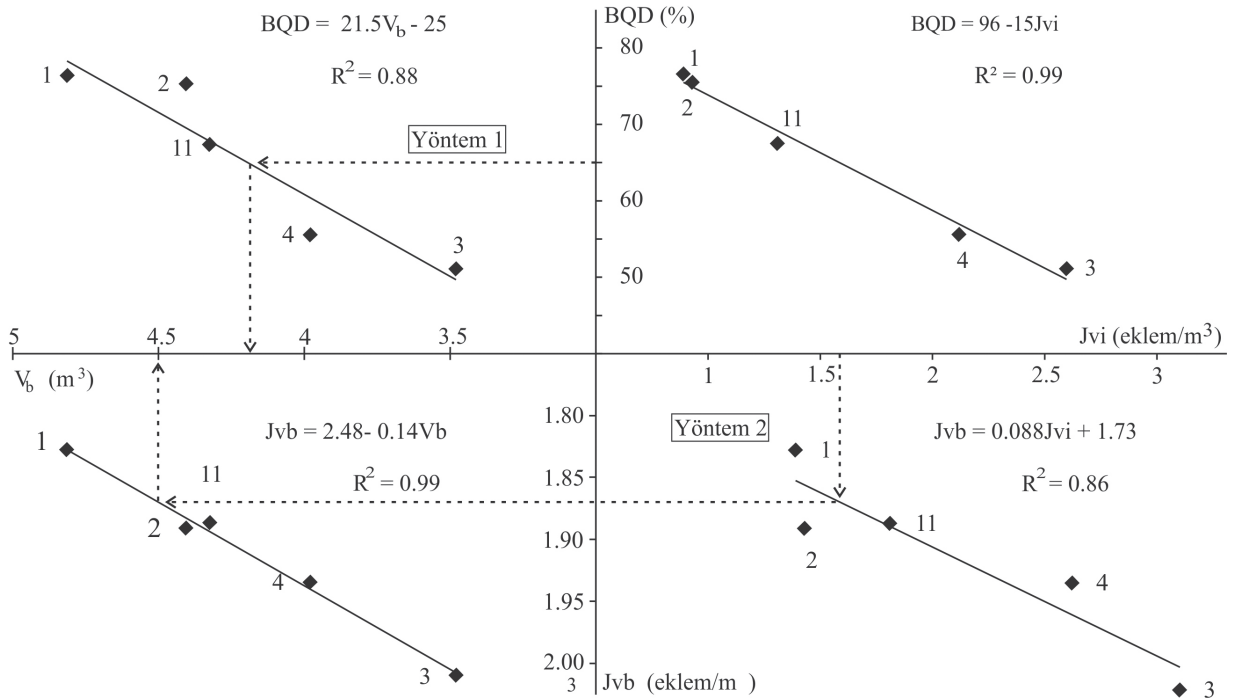 BQD = 21.5V_b - 25
R² = 0.88
1
2
11
4
3
Yöntem 1
BQD (%)
80
70
60
50
BQD = 96 -15Jvi
R² = 0.99
1
2
11
4
3
5
4.5
4
3.5
V_b (m³)
Jvi (eklem/m³)
1
1.5
2
2.5
3
Jvb = 2.48- 0.14Vb
R² = 0.99
1
11
2
4
3
1.80
1.85
1.90
1.95
2.00
3
Jvb (eklem/m )
Yöntem 2
Jvb = 0.088Jvi + 1.73
R² = 0.86
1
11
2
4
3